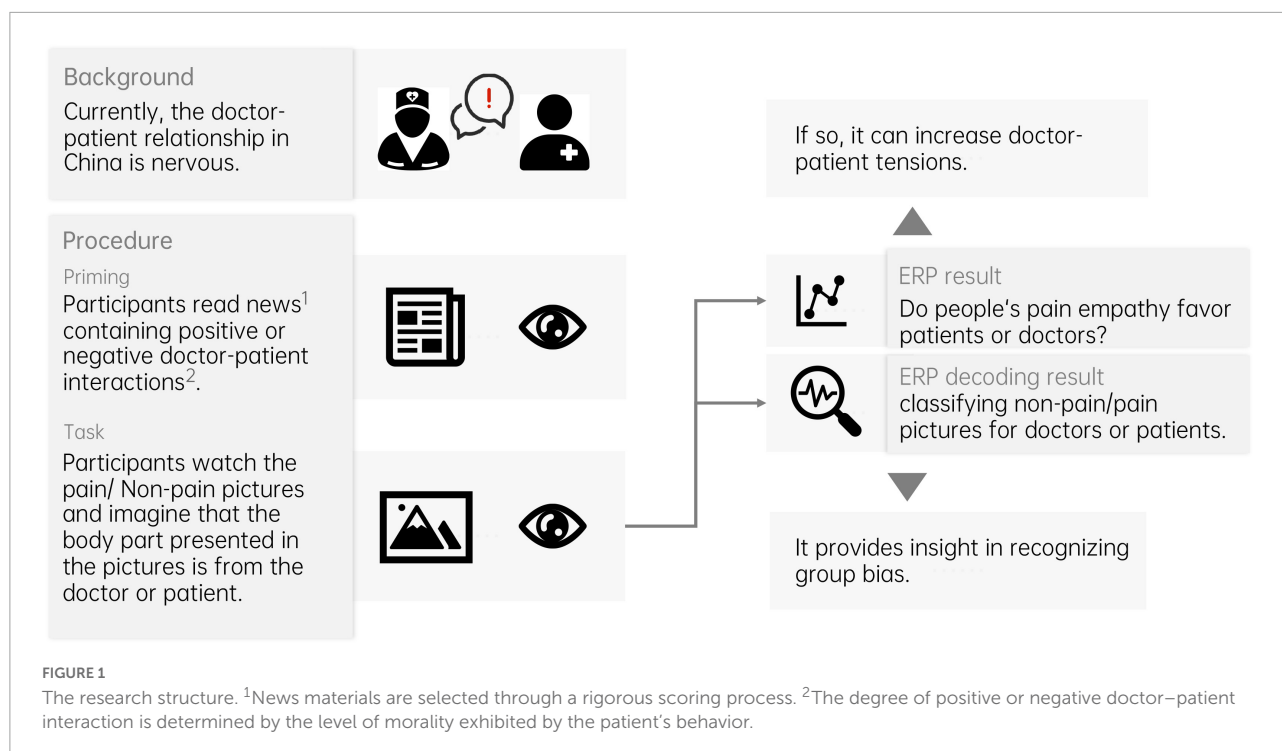 Background
Currently, the doctor-
patient relationship in
China is nervous.
!
Procedure
Priming
Participants read news1
containing positive or
negative doctor-patient
interactions2.
Task
Participants watch the
pain/ Non-pain pictures
and imagine that the
body part presented in
the pictures is from the
doctor or patient.
If so, it can increase doctor-
patient tensions.
ERP result
Do people's pain empathy favor
patients or doctors?
ERP decoding result
classifying non-pain/pain
pictures for doctors or patients.
It provides insight in recognizing
group bias.
FIGURE 1
The research structure. 1News materials are selected through a rigorous scoring process. 2The degree of positive or negative doctor–patient
interaction is determined by the level of morality exhibited by the patient's behavior.